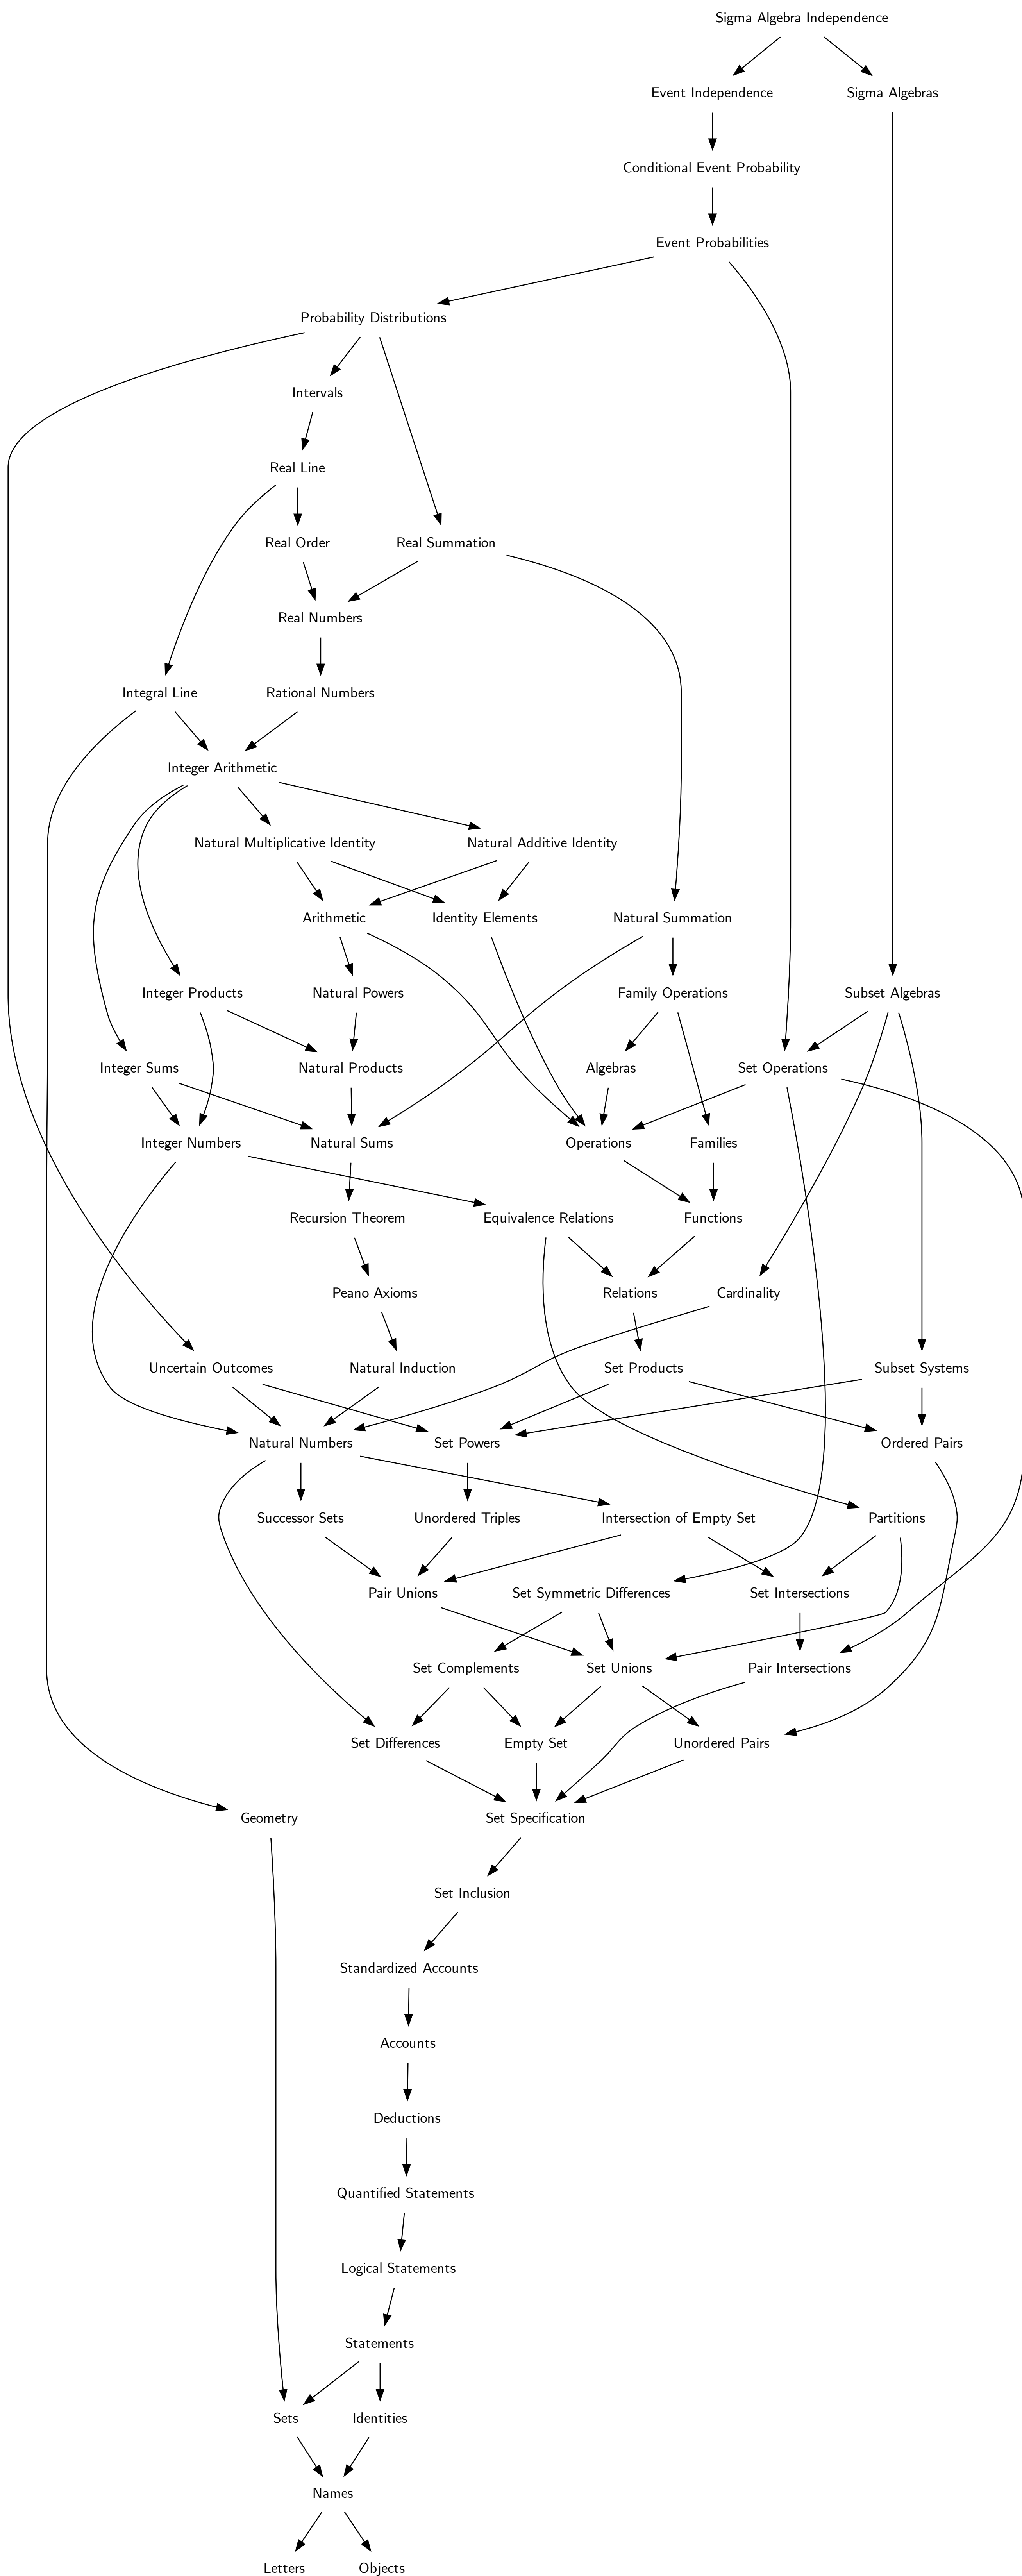 Sigma Algebra Independence
Event Independence
Sigma Algebras
Conditional Event Probability
Event Probabilities
Probability Distributions
Intervals
Real Line
Real Order
Real Summation
Real Numbers
Integral Line
Rational Numbers
Integer Arithmetic
Natural Multiplicative Identity
Natural Additive Identity
Arithmetic
Identity Elements
Natural Summation
Integer Products
Natural Powers
Family Operations
Subset Algebras
Integer Sums
Natural Products
Algebras
Set Operations
Integer Numbers
Natural Sums
Operations
Families
Recursion Theorem
Equivalence Relations
Functions
Peano Axioms
Relations
Cardinality
Uncertain Outcomes
Natural Induction
Set Products
Subset Systems
Natural Numbers
Set Powers
Ordered Pairs
Successor Sets
Unordered Triples
Intersection of Empty Set
Partitions
Pair Unions
Set Symmetric Differences
Set Intersections
Set Complements
Set Unions
Pair Intersections
Set Differences
Empty Set
Unordered Pairs
Geometry
Set Specification
Set Inclusion
Standardized Accounts
Accounts
Deductions
Quantified Statements
Logical Statements
Statements
Sets
Identities
Names
Letters
Objects